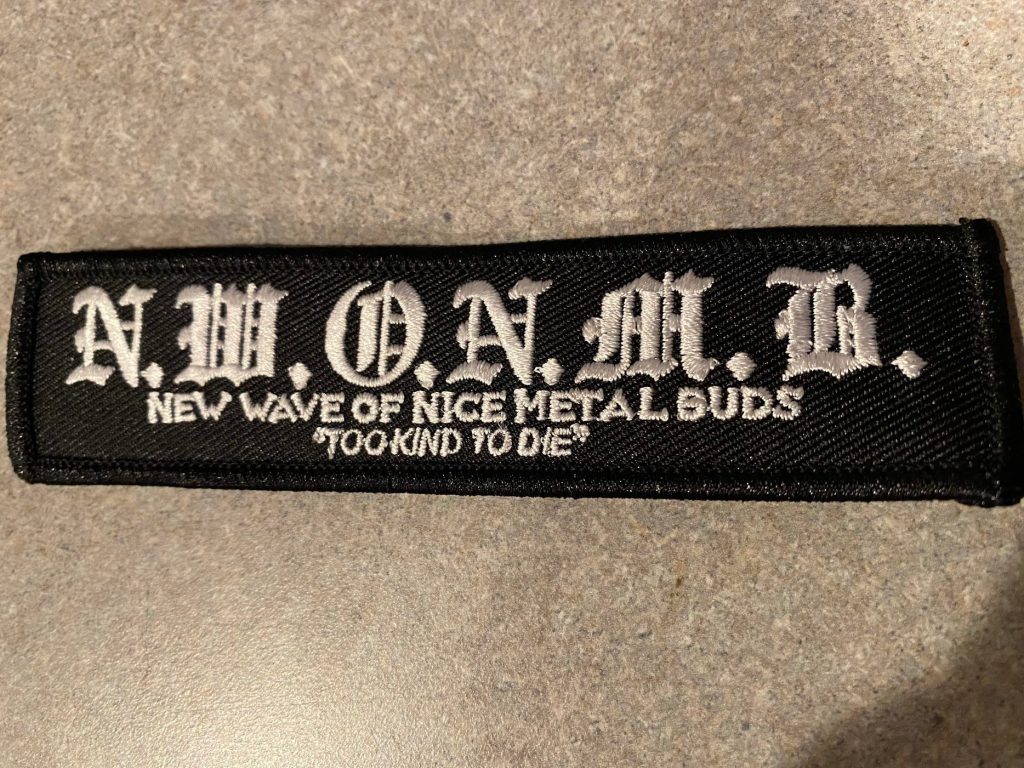 N.W.O.N.M.B.
NEW WAVE OF NICE METAL BUDS
"TOO KIND TO DIE"